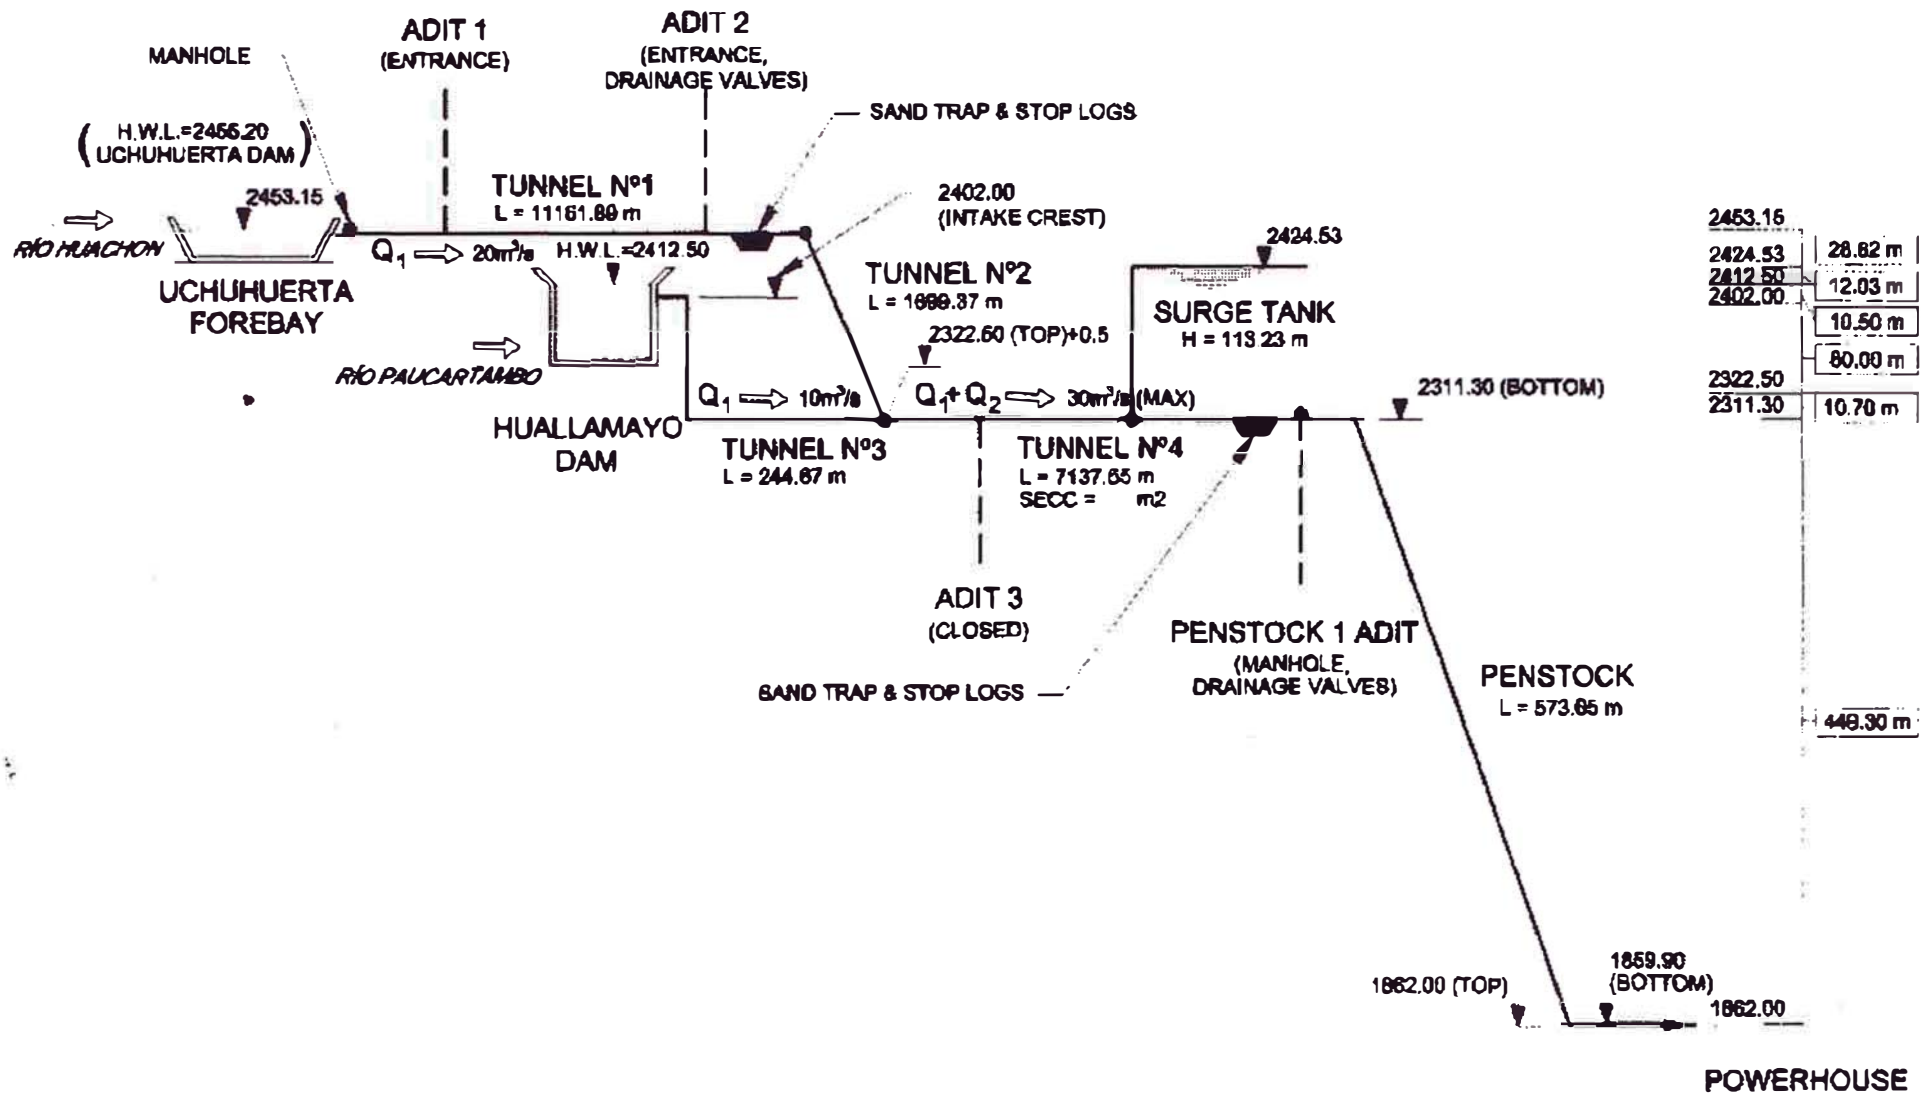 ADIT 1
(ENTRANCE)
ADIT 2
(ENTRANCE,
DRAINAGE VALVES)
MANHOLE
SAND TRAP & STOP LOGS
(H.W.L.=2455.20
UCHUHUERTA DAM)
2453.15
TUNNEL Nº1
L = 11161.89 m
2402.00
(INTAKE CREST)
RÍO HUACHON
Q1 20m³/s
H.W.L.=2412.50
UCHUHUERTA
FOREBAY
TUNNEL Nº2
L = m
2424.53
SURGE TANK
H = 113.23 m
2322.50 (TOP)+0.5
RÍO PAUCARTAMBO
Q1 10m³/s
Q1+ Q2 30m³/s (MAX)
2311.30 (BOTTOM)
HUALLAMAYO
DAM
TUNNEL Nº3
L = 244.67 m
TUNNEL Nº4
L = 7137.65 m
SECC = m2
ADIT 3
(CLOSED)
PENSTOCK 1 ADIT
(MANHOLE,
DRAINAGE VALVES)
SAND TRAP & STOP LOGS
PENSTOCK
L = 573.65 m
2453.15
2424.53
2412.50
2402.00
2322.50
2311.30
28.62 m
12.03 m
10.50 m
80.00 m
10.70 m
449.30 m
1862.00 (TOP)
1859.90
(BOTTOM)
1862.00
POWERHOUSE